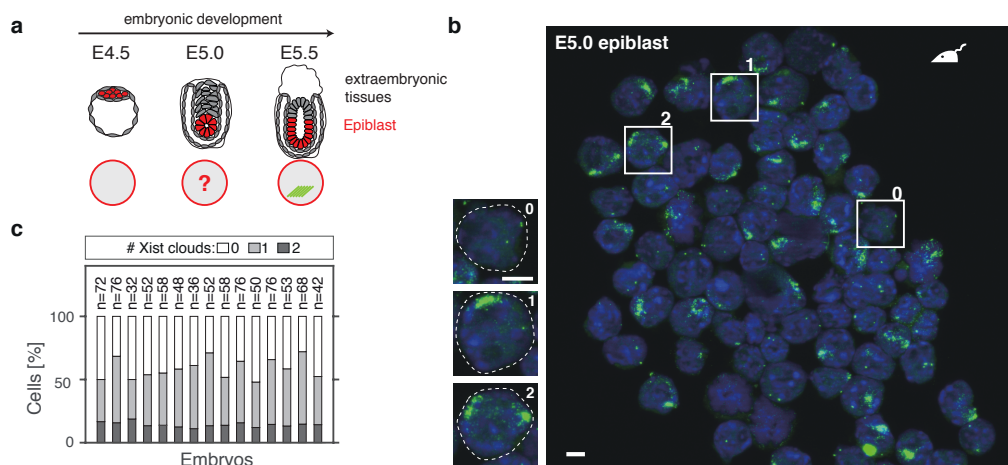 a
embryonic development
E4.5
E5.0
E5.5
extraembryonic
tissues
Epiblast
?
b
E5.0 epiblast
1
2
0
0
1
2
c
# Xist clouds: 0 1 2
n=72
n=76
n=32
n=52
n=58
n=48
n=36
n=52
n=58
n=76
n=50
n=76
n=53
n=68
n=42
100
50
0
Cells [%]
Embryos